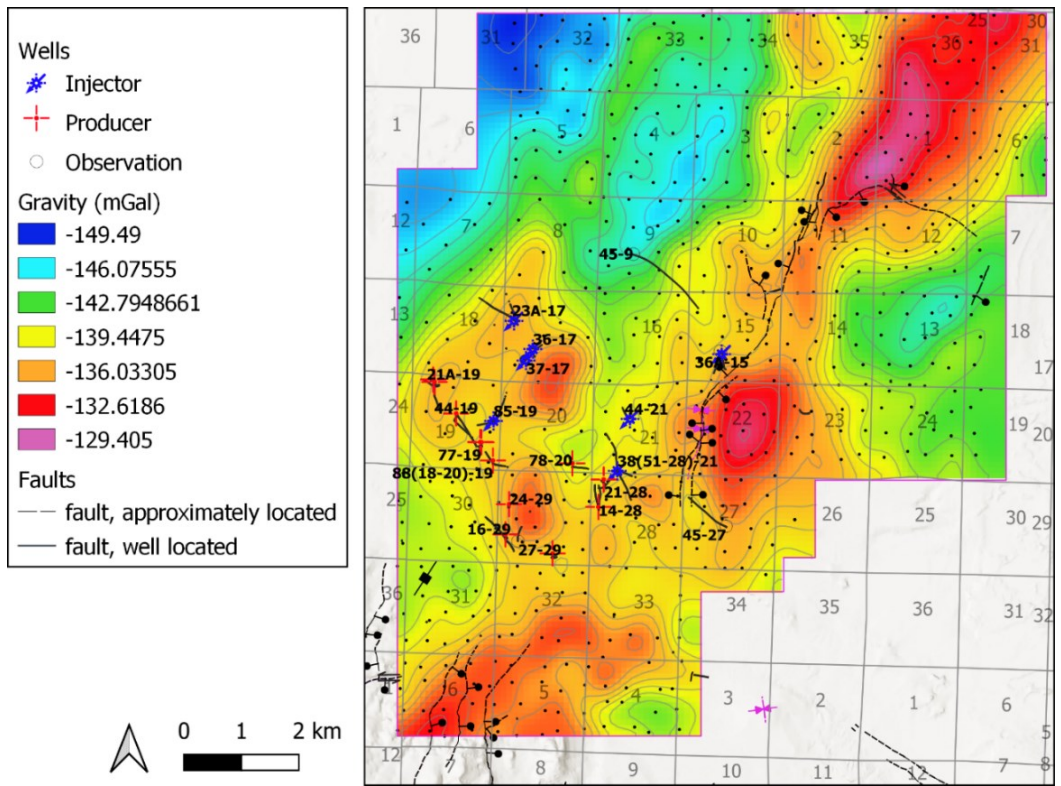 Wells
Injector
Producer
Observation
Gravity (mGal)
-149.49
-146.07555
-142.7948661
-139.4475
-136.03305
-132.6186
-129.405
Faults
fault, approximately located
fault, well located
0 1 2 km
36 31 32 33 34 35 36 25 30
31
1 6 5 4 3 2 1 6
12 7 8 9 10 11 12 7
45-9
13 18 16 15 14 13 18
23A-17
36-17
37-17
36A-15
17
21A-19
24 19 20 21 22 23 24 19 20
44-19
85-19
44-21
77-19
78-20
38(51-28)-21
88(18-20)-19
25 30 28 27 26 25 30 29
24-29
21-28.
14-28
16-29
27-29
45-27
36 31 32 33 34 35 36 31 32
6 5 4 3 2 1 6
5
12 8 9 10 11 12 7 8